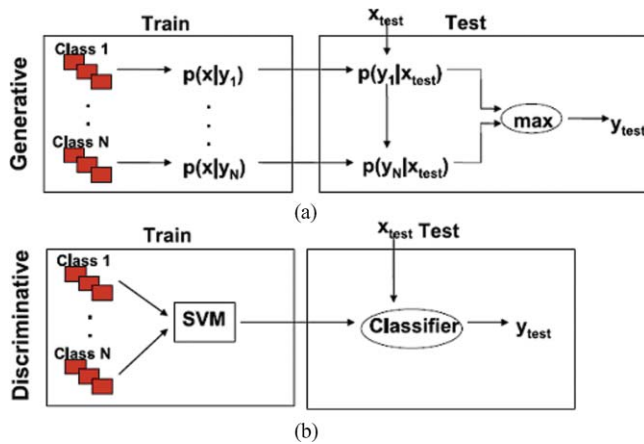 x_test
Train Test
Generative
Class 1
p(x|y_1) p(y_1|x_test)
max y_test
Class N
p(x|y_N) p(y_N|x_test)
(a)
Train x_test Test
Discriminative
Class 1
SVM Classifier y_test
Class N
(b)